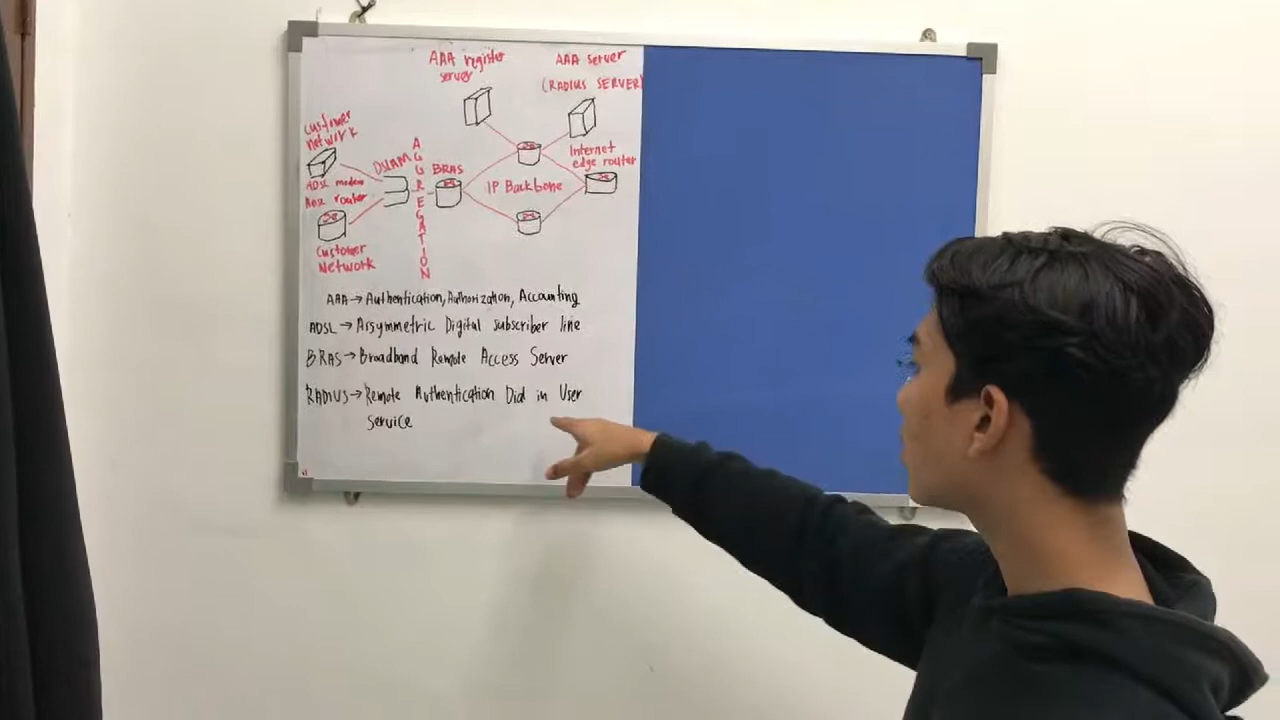 AAA register server
AAA server
(RADIUS SERVER)
customer network
ADSL modem
ADSL router
customer Network
DSLAM
AGGREGATION
BRAS
IP Backbone
Internet edge router
AAA → Authentication, Authorization, Accounting
ADSL → Assymmetric Digital subscriber line
BRAS → Broadband Remote Access Server
RADIUS → Remote Authentication Dial in User
Service